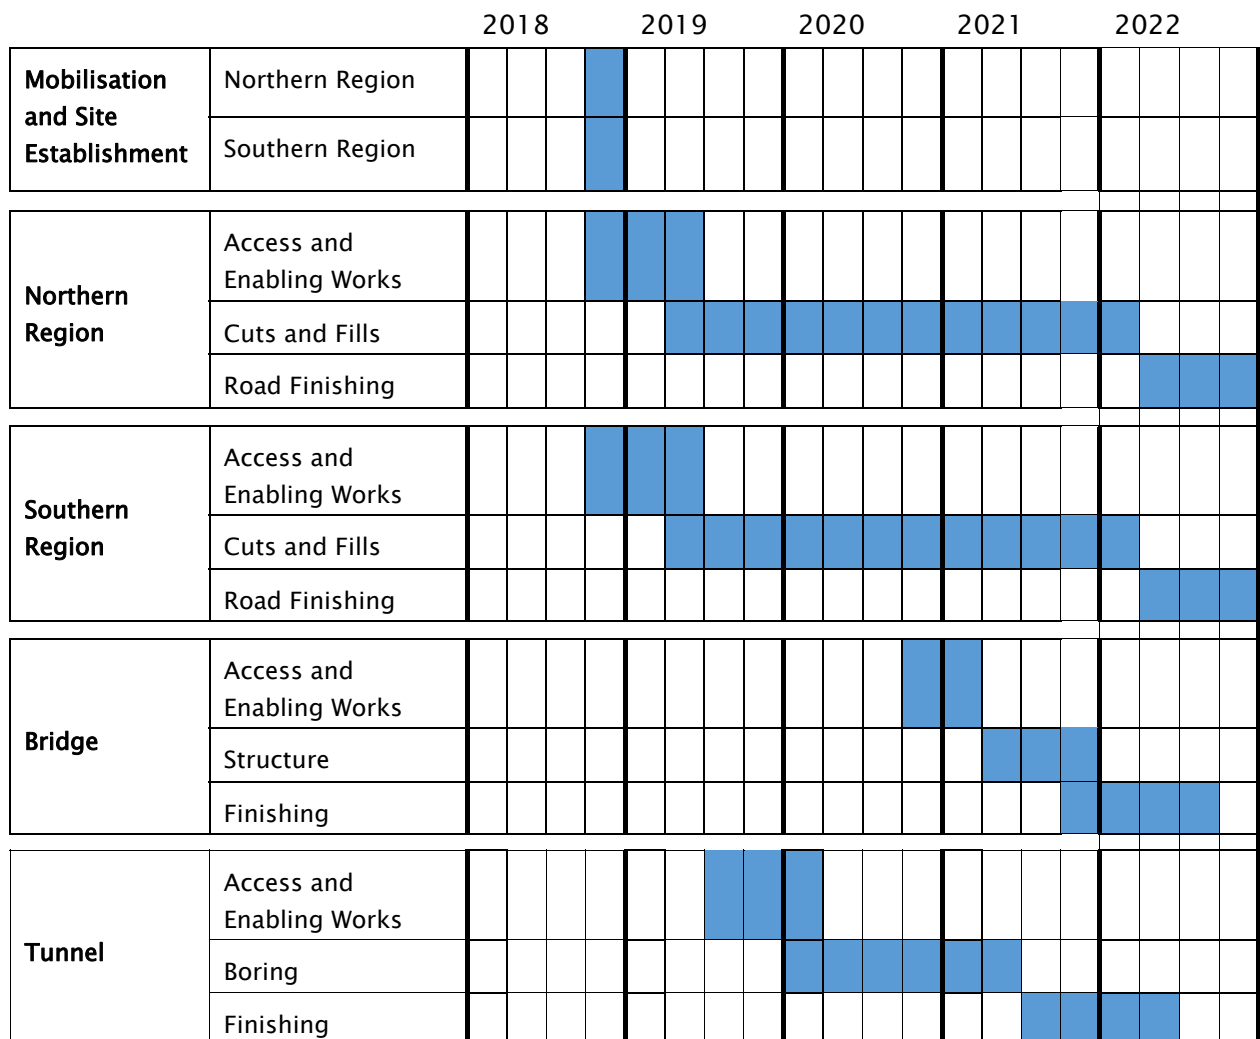 2018 2019 2020 2021 2022
Mobilisation
and Site
Establishment
Northern Region
Southern Region
Northern
Region
Access and
Enabling Works
Cuts and Fills
Road Finishing
Southern
Region
Access and
Enabling Works
Cuts and Fills
Road Finishing
Bridge
Access and
Enabling Works
Structure
Finishing
Tunnel
Access and
Enabling Works
Boring
Finishing